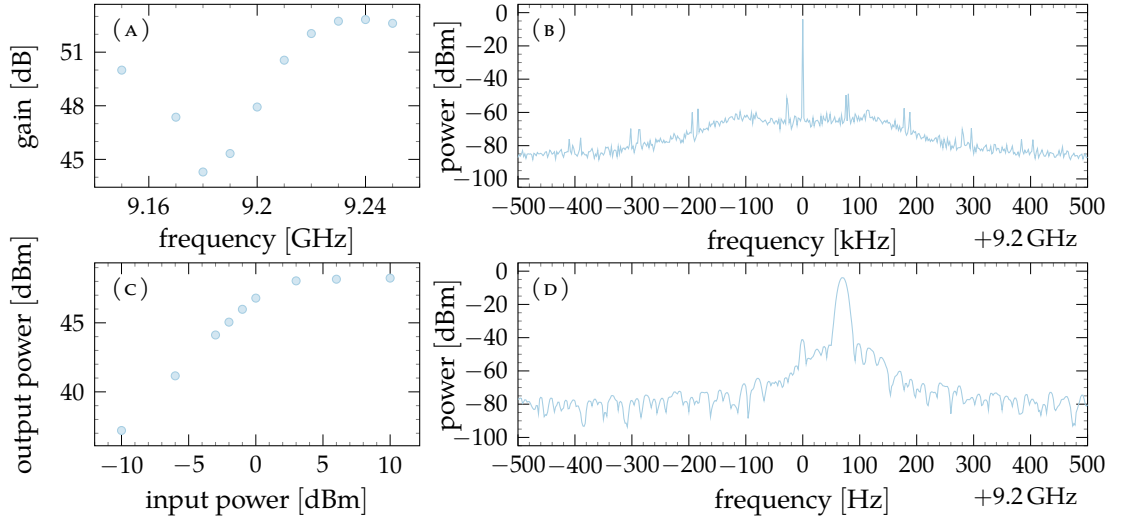 (A)
gain [dB]
51
48
45
9.16
9.2
9.24
frequency [GHz]
(B)
power [dBm]
0
−20
−40
−60
−80
−100
−500 −400 −300 −200 −100 0 100 200 300 400 500
frequency [kHz]
+9.2 GHz
(C)
output power [dBm]
45
40
−10 −5 0 5 10
input power [dBm]
(D)
power [dBm]
0
−20
−40
−60
−80
−100
−500 −400 −300 −200 −100 0 100 200 300 400 500
frequency [Hz]
+9.2 GHz